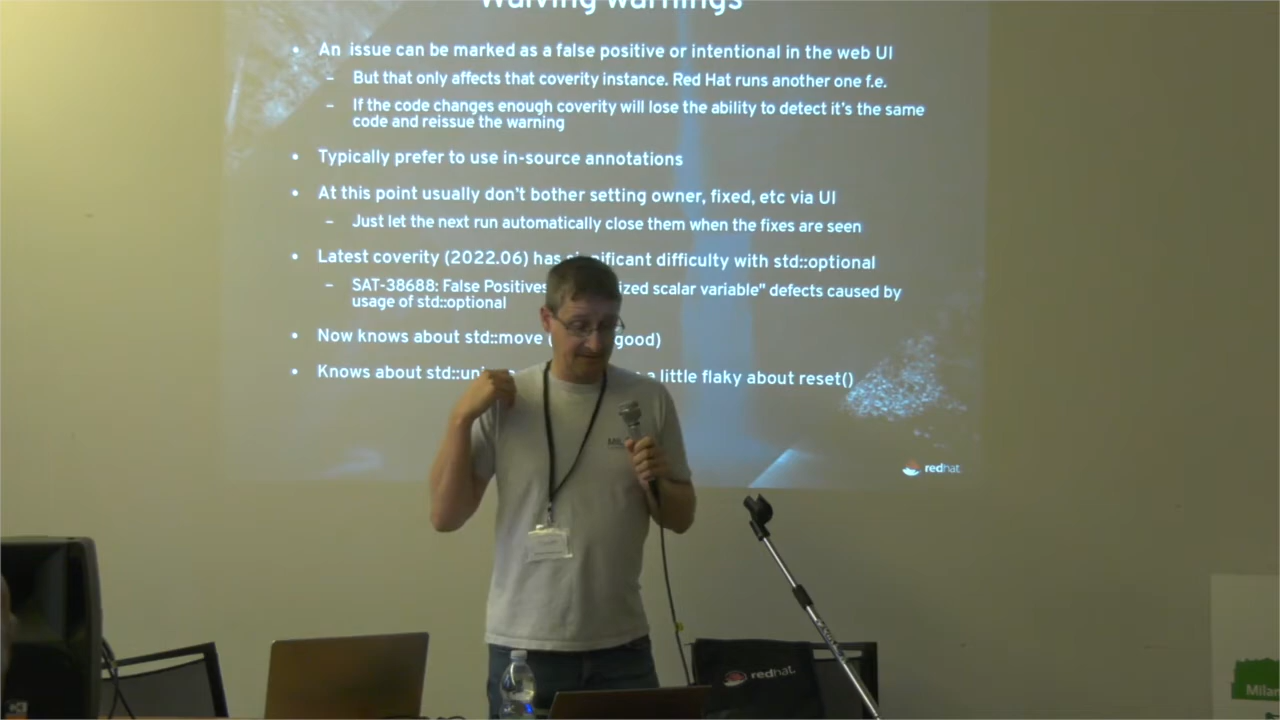 Waiving warnings
An issue can be marked as a false positive or intentional in the web UI
But that only affects that coverity instance. Red Hat runs another one f.e.
If the code changes enough coverity will lose the ability to detect it's the same
code and reissue the warning
Typically prefer to use in-source annotations
At this point usually don't bother setting owner, fixed, etc via UI
Just let the next run automatically close them when the fixes are seen
Latest coverity (2022.06) has significant difficulty with std::optional
SAT-38688: False Positives scalar variable" defects caused by
usage of std::optional
Now knows about std::move good)
Knows about a little flaky about reset()
redhat.
redhat.